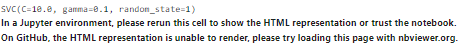 SVC(C=10.0, gamma=0.1, random_state=1)
In a Jupyter environment, please rerun this cell to show the HTML representation or trust the notebook.
On GitHub, the HTML representation is unable to render, please try loading this page with nbviewer.org.